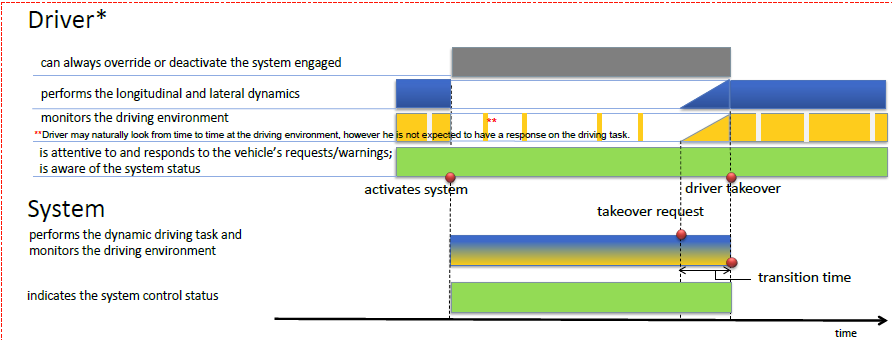 Driver*
can always override or deactivate the system engaged
performs the longitudinal and lateral dynamics
monitors the driving environment
**
**Driver may naturally look from time to time at the driving environment, however he is not expected to have a response on the driving task.
is attentive to and responds to the vehicle's requests/warnings;
is aware of the system status
activates system
driver takeover
takeover request
System
performs the dynamic driving task and
monitors the driving environment
transition time
indicates the system control status
time